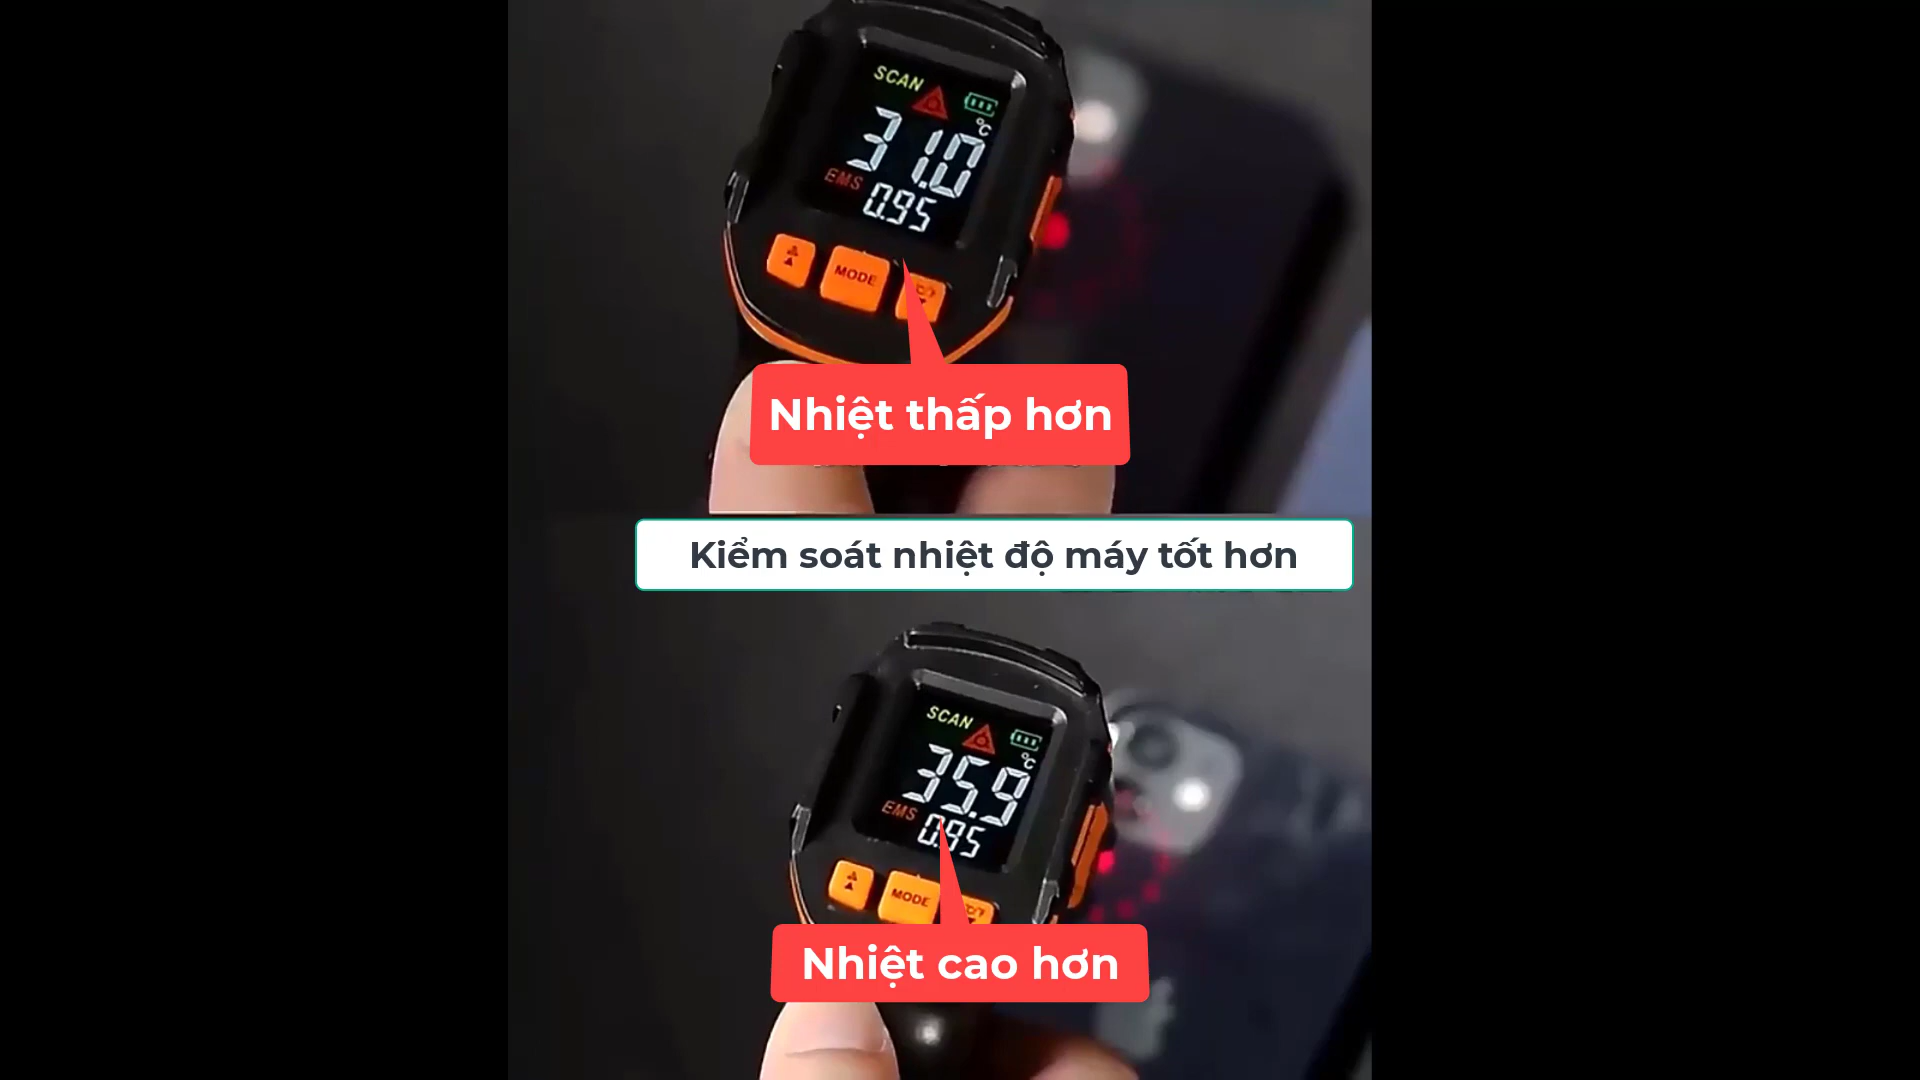 SCAN
°C
31.0
EMS
0.95
MODE
Nhiệt thấp hơn
Kiểm soát nhiệt độ máy tốt hơn
SCAN
°C
35.9
EMS
0.95
MODE
Nhiệt cao hơn